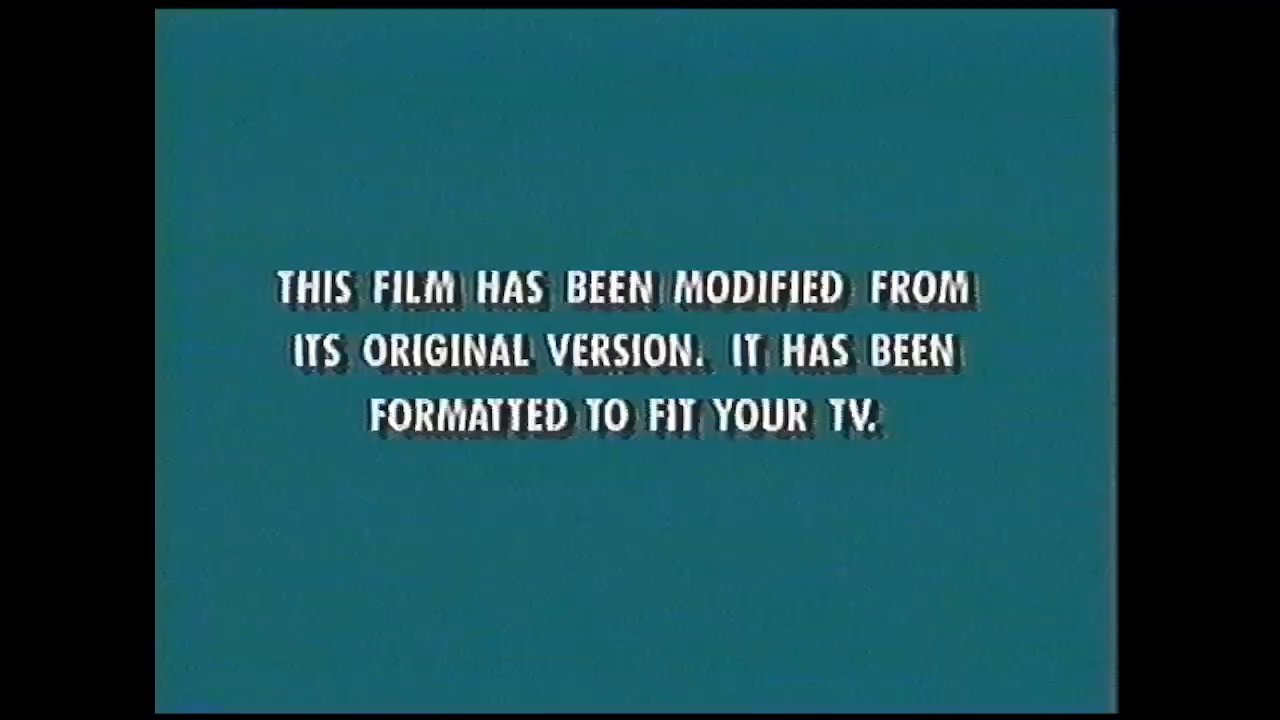 THIS FILM HAS BEEN MODIFIED FROM
ITS ORIGINAL VERSION. IT HAS BEEN
FORMATTED TO FIT YOUR TV.